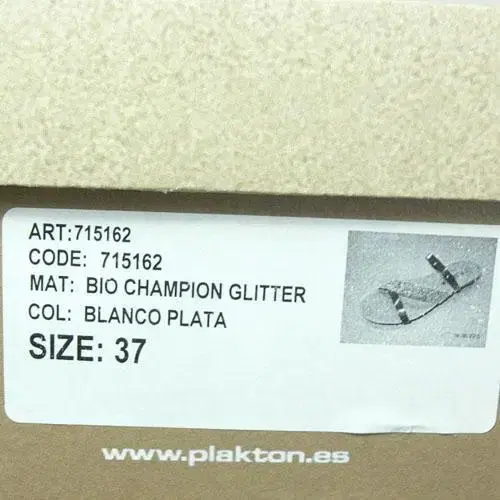 ART:715162
CODE: 715162
MAT: BIO CHAMPION GLITTER
COL: BLANCO PLATA
SIZE: 37
www.plakton.es